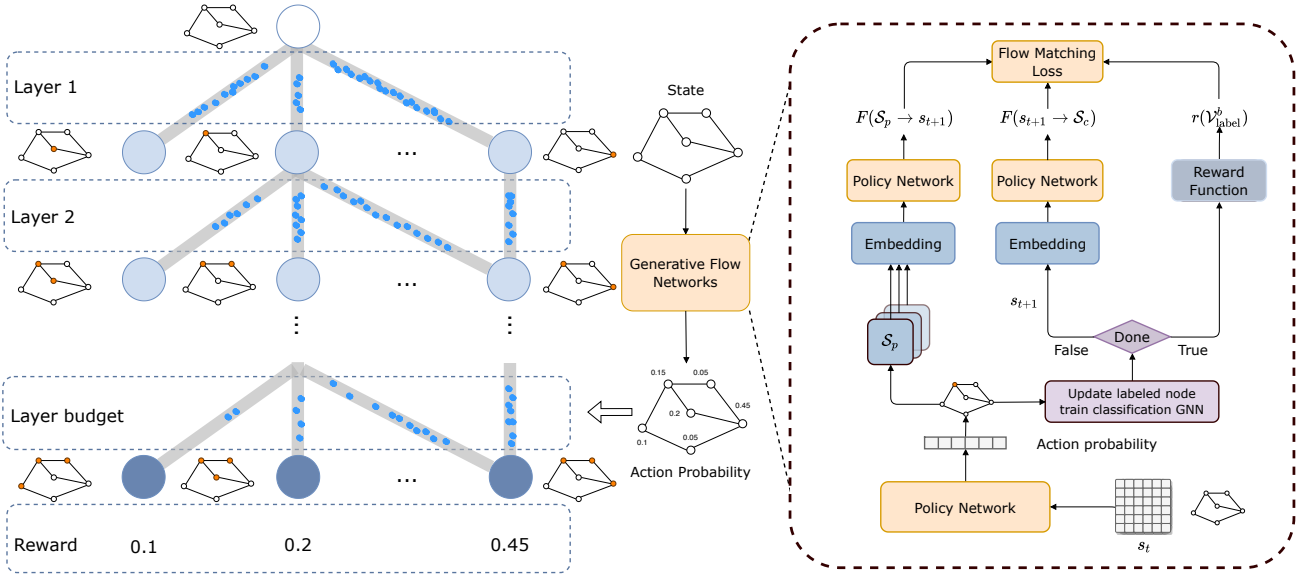 Layer 1
...
Layer 2
...
Layer budget
...
Reward
0.1
0.2
0.45
State
Generative Flow
Networks
0.15
0.05
0.45
0.2
0.05
0.1
Action Probability
Flow Matching
Loss
F(𝒮ₚ → sₜ₊₁)
F(sₜ₊₁ → 𝒮_c)
r(𝒱ᵇ_label)
Policy Network
Policy Network
Reward
Function
Embedding
Embedding
sₜ₊₁
𝒮ₚ
Done
False
True
Update labeled node
train classification GNN
Action probability
Policy Network
sₜ